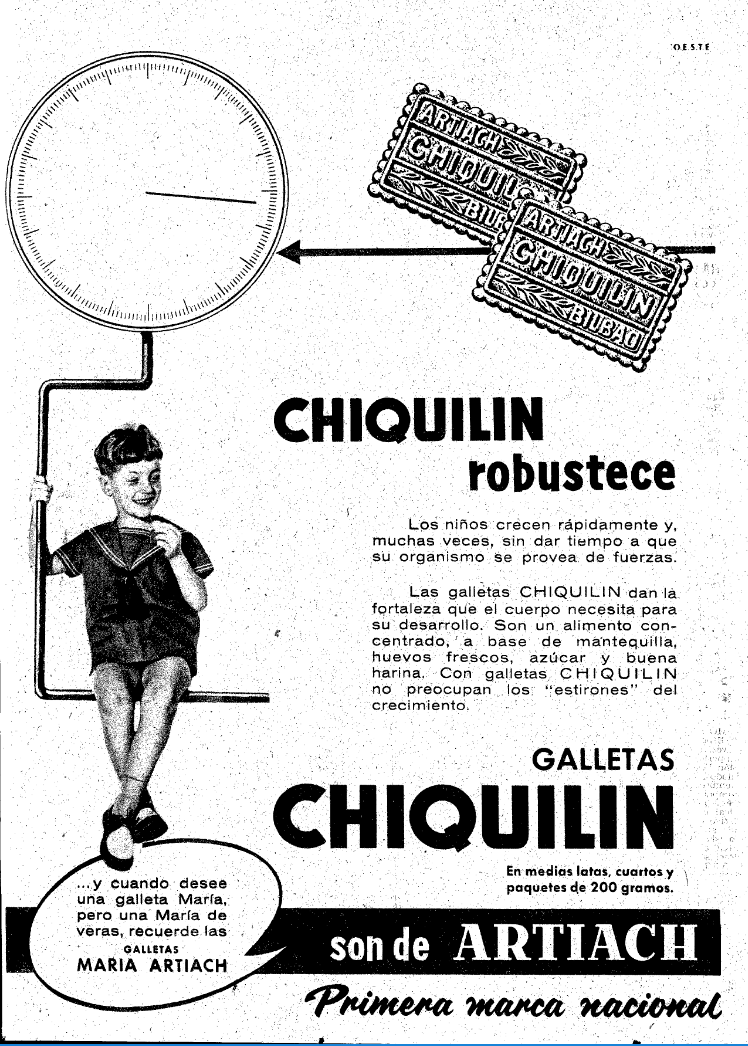 O.E.S.T.E
ARTIACH
CHIQUIL
BILB
ARTIACH
CHIQUILIN
BILBAO
CHIQUILIN
robustece
Los niños crecen rápidamente y,
muchas veces, sin dar tiempo a que
su organismo se provea de fuerzas.
Las galletas CHIQUILIN dan la
fortaleza que el cuerpo necesita para
su desarrollo. Son un alimento con-
centrado, a base de mantequilla,
huevos frescos, azúcar y buena
harina. Con galletas CHIQUILIN
no preocupan los "estirones" del
crecimiento.
GALLETAS
CHIQUILIN
En medias latas, cuartos y
paquetes de 200 gramos.
...y cuando desee
una galleta María,
pero una María de
veras, recuerde las
GALLETAS
MARIA ARTIACH
son de ARTIACH
Primera marca nacional